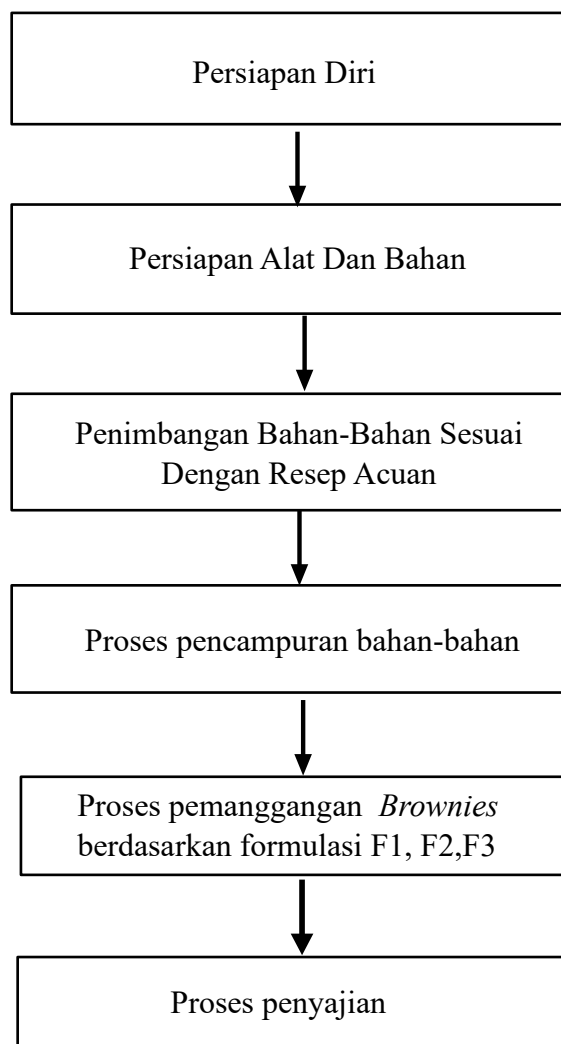 Persiapan Diri
Persiapan Alat Dan Bahan
Penimbangan Bahan-Bahan Sesuai
Dengan Resep Acuan
Proses pencampuran bahan-bahan
Proses pemanggangan Brownies
berdasarkan formulasi F1, F2,F3
Proses penyajian